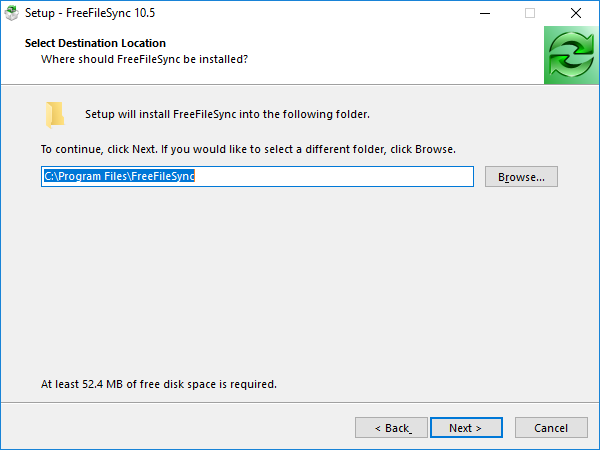 Setup - FreeFileSync 10.5
Select Destination Location
Where should FreeFileSync be installed?
Setup will install FreeFileSync into the following folder.
To continue, click Next. If you would like to select a different folder, click Browse.
C:\Program Files\FreeFileSync
Browse...
At least 52.4 MB of free disk space is required.
< Back
Next >
Cancel